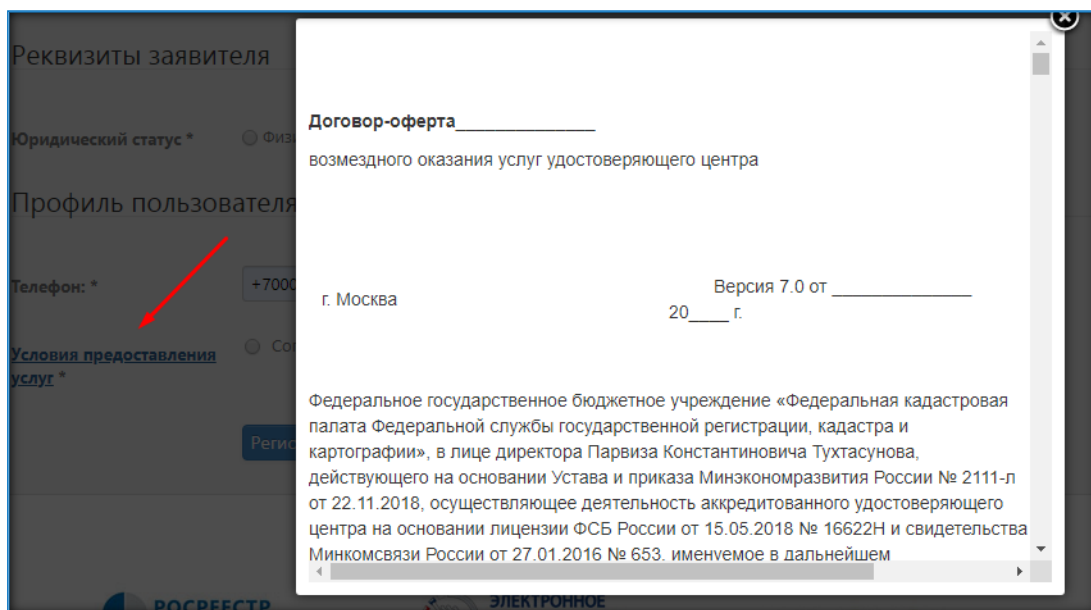 Реквизиты заявителя
Юридический статус *
Профиль пользователя
Телефон: *
+7000
Условия предоставления
услуг *
Договор-оферта______________
возмездного оказания услуг удостоверяющего центра
г. Москва
Версия 7.0 от ______________
20____ г.
Федеральное государственное бюджетное учреждение «Федеральная кадастровая
палата Федеральной службы государственной регистрации, кадастра и
картографии», в лице директора Парвиза Константиновича Тухтасунова,
действующего на основании Устава и приказа Минэкономразвития России № 2111-л
от 22.11.2018, осуществляющее деятельность аккредитованного удостоверяющего
центра на основании лицензии ФСБ России от 15.05.2018 № 16622Н и свидетельства
Минкомсвязи России от 27.01.2016 № 653, именуемое в дальнейшем
РОСРЕЕСТР
ЭЛЕКТРОННОЕ